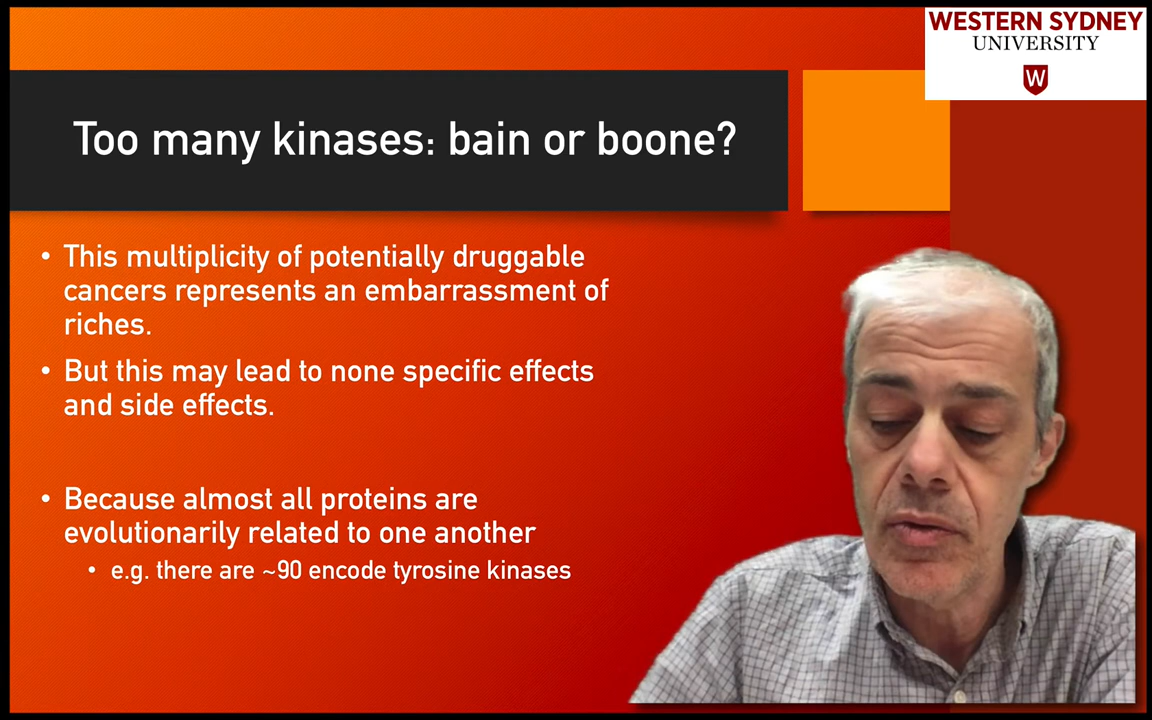 WESTERN SYDNEY
UNIVERSITY
W
Too many kinases: bain or boone?
• This multiplicity of potentially druggable
cancers represents an embarrassment of
riches.
• But this may lead to none specific effects
and side effects.
• Because almost all proteins are
evolutionarily related to one another
• e.g. there are ~90 encode tyrosine kinases